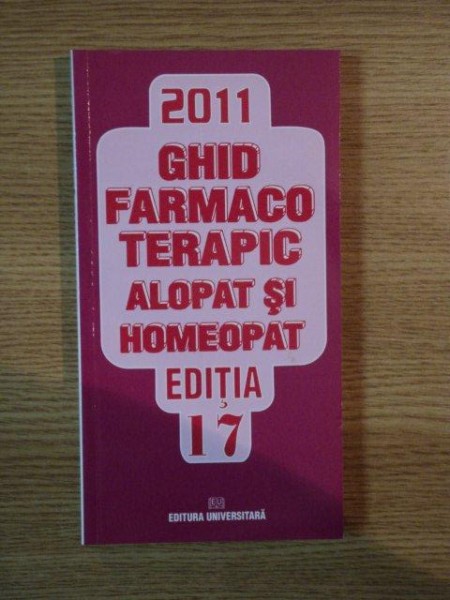 2011
GHID
FARMACO
TERAPIC
ALOPAT ŞI
HOMEOPAT
EDIŢIA
17
EDITURA UNIVERSITARĂ